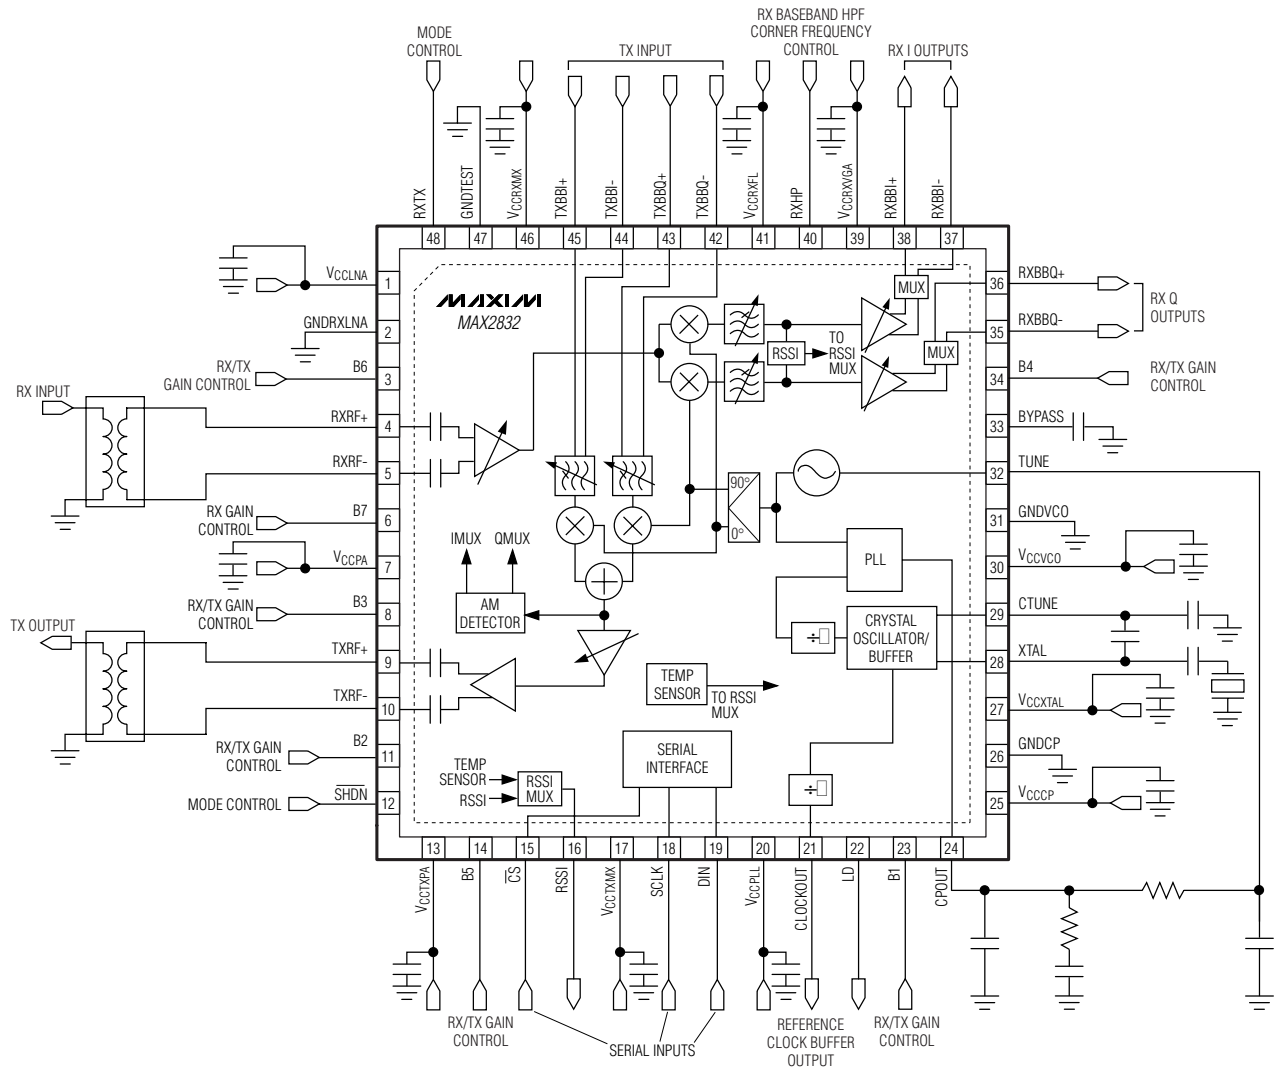 MODE
CONTROL
TX INPUT
RX BASEBAND HPF
CORNER FREQUENCY
CONTROL
RX I OUTPUTS
RXTX
GNDTEST
VCCRXMX
TXBBI+
TXBBI-
TXBBQ+
TXBBQ-
VCCRXFL
RXHP
VCCRXVGA
RXBBI+
RXBBI-
48
47
46
45
44
43
42
41
40
39
38
37
VCCLNA
1
GNDRXLNA
2
RX/TX
GAIN CONTROL
B6
3
RX INPUT
RXRF+
4
RXRF-
5
RX GAIN
CONTROL
B7
6
VCCPA
7
RX/TX GAIN
CONTROL
B3
8
TX OUTPUT
TXRF+
9
TXRF-
10
RX/TX GAIN
CONTROL
B2
11
MODE CONTROL
SHDN
12
MAXIM
MAX2832
MUX
MUX
RSSI
TO
RSSI
MUX
90°
0°
IMUX
QMUX
AM
DETECTOR
PLL
CRYSTAL
OSCILLATOR/
BUFFER
÷
TEMP
SENSOR
TO RSSI
MUX
SERIAL
INTERFACE
TEMP
SENSOR
RSSI
RSSI
MUX
÷
36
RXBBQ+
35
RXBBQ-
RX Q
OUTPUTS
34
B4
RX/TX GAIN
CONTROL
33
BYPASS
32
TUNE
31
GNDVCO
30
VCCVCO
29
CTUNE
28
XTAL
27
VCCXTAL
26
GNDCP
25
VCCCP
13
14
15
16
17
18
19
20
21
22
23
24
VCCTXPA
B5
CS
RSSI
VCCTXMX
SCLK
DIN
VCCPLL
CLOCKOUT
LD
B1
CPOUT
RX/TX GAIN
CONTROL
SERIAL INPUTS
REFERENCE
CLOCK BUFFER
OUTPUT
RX/TX GAIN
CONTROL